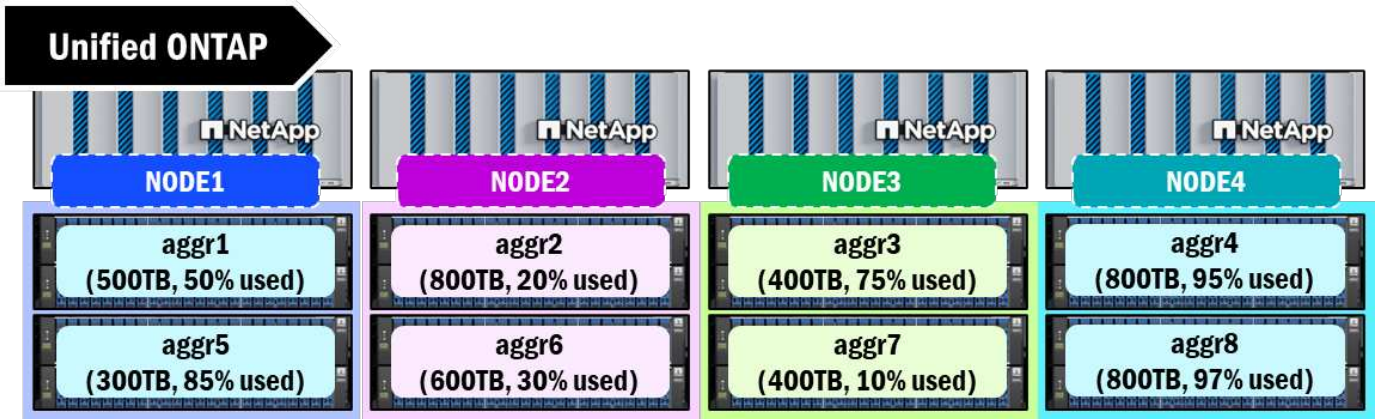 Unified ONTAP
NetApp
NetApp
NetApp
NetApp
NODE1
NODE2
NODE3
NODE4
aggr1
(500TB, 50% used)
aggr2
(800TB, 20% used)
aggr3
(400TB, 75% used)
aggr4
(800TB, 95% used)
aggr5
(300TB, 85% used)
aggr6
(600TB, 30% used)
aggr7
(400TB, 10% used)
aggr8
(800TB, 97% used)